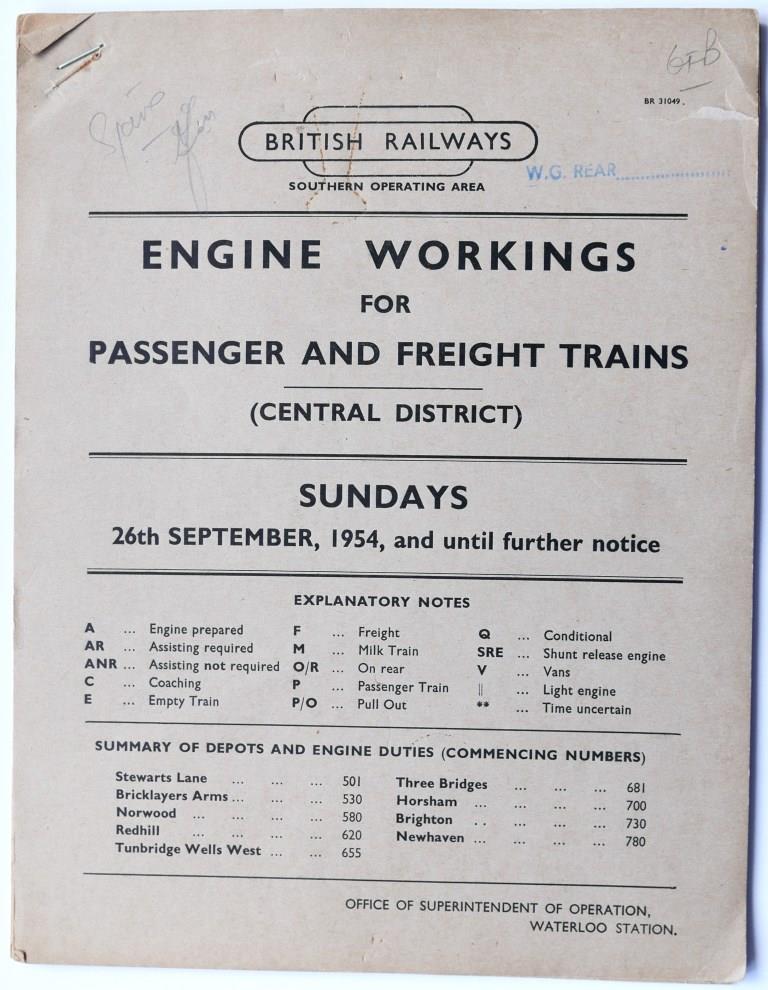 6TB
BR 31049.
BRITISH RAILWAYS
SOUTHERN OPERATING AREA
W.G. REAR
ENGINE WORKINGS
FOR
PASSENGER AND FREIGHT TRAINS
(CENTRAL DISTRICT)
SUNDAYS
26th SEPTEMBER, 1954, and until further notice
EXPLANATORY NOTES
A ... Engine prepared F ... Freight Q ... Conditional
AR ... Assisting required M ... Milk Train SRE ... Shunt release engine
ANR ... Assisting not required O/R ... On rear V ... Vans
C ... Coaching P ... Passenger Train || ... Light engine
E ... Empty Train P/O ... Pull Out ** ... Time uncertain
SUMMARY OF DEPOTS AND ENGINE DUTIES (COMMENCING NUMBERS)
Stewarts Lane ... ... ... 501 Three Bridges ... ... ... 681
Bricklayers Arms ... ... ... 530 Horsham ... ... ... 700
Norwood ... ... ... ... 580 Brighton .. ... ... 730
Redhill ... ... ... 620 Newhaven ... ... ... 780
Tunbridge Wells West ... ... 655
OFFICE OF SUPERINTENDENT OF OPERATION,
WATERLOO STATION.